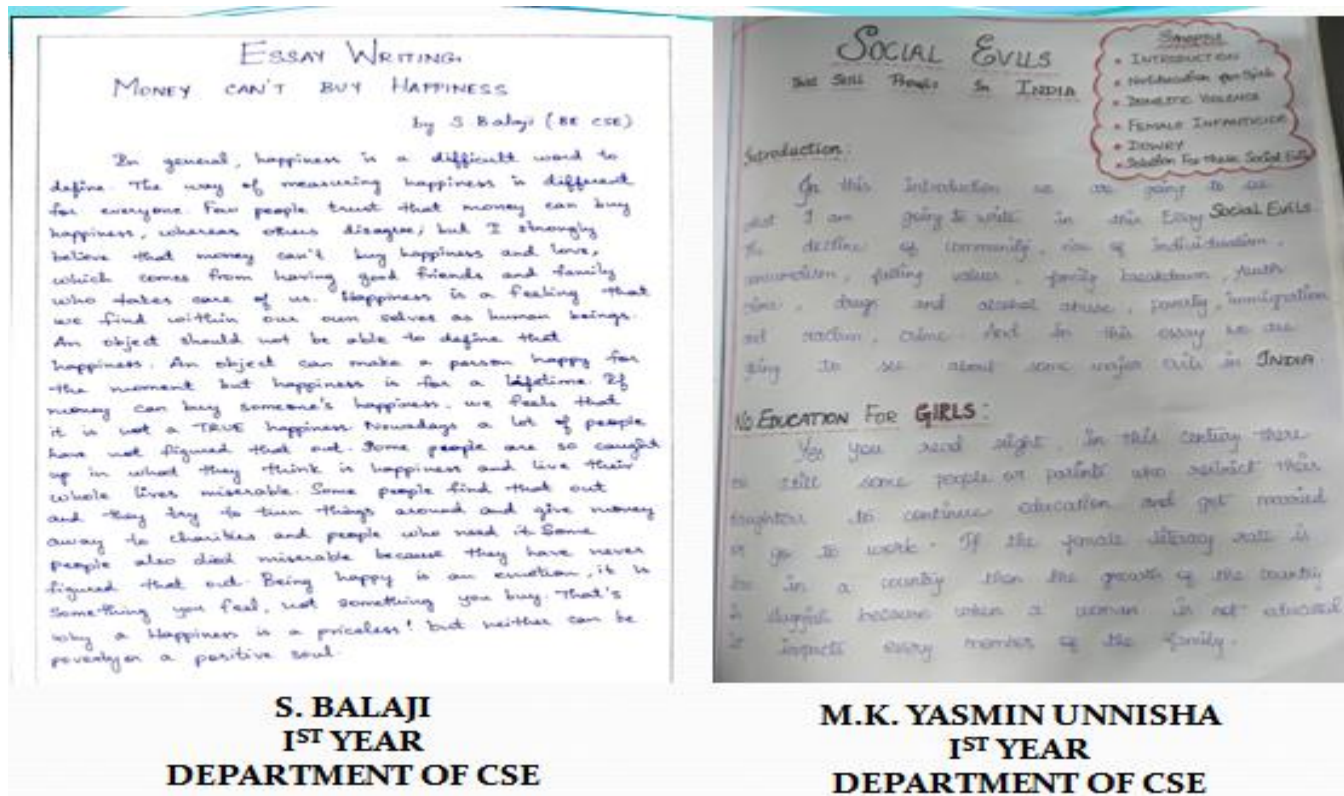 ESSAY WRITING.
MONEY CAN'T BUY HAPPINESS
by S Balaji (BE CSE)
In general, happiness is a difficult word to
define. The way of measuring happiness is different
for everyone. Few people trust that money can buy
happiness, whereas others disagree, but I strongly
believe that money can't buy happiness and love,
which comes from having good friends and family
who takes care of us. Happiness is a feeling that
we find within our own selves as human beings.
An object should not be able to define that
happiness. An object can make a person happy for
the moment but happiness is for a lifetime. If
money can buy someone's happiness, we feels that
it is not a TRUE happiness. Nowadays a lot of people
have not figured that out. Some people are so caught
up in what they think is happiness and live their
whole lives miserable. Some people find that out
and they try to turn things around and give money
away to charities and people who need it. Some
people also died miserable because they have never
figured that out. Being happy is an emotion, it is
something you feel, not something you buy. That's
why a Happiness is a priceless! but neither can be
a positive soul.
S. BALAJI
IST YEAR
DEPARTMENT OF CSE
SOCIAL EVILS
Still In INDIA
INTRODUCTION
No Education for Girls
DOMESTIC VIOLENCE
FEMALE INFANTICIDE
DOWRY
Solution For these Social Evils
Introduction:
In this introduction we are going to see
I am going to write in this Essay SOCIAL EVILS
decline of community, rise of individualism,
falling values, family breakdown, youth
drugs and alcohol abuse, poverty, immigration
racism, crime. And in this essay we are
going to see about some major evils in INDIA
NO EDUCATION FOR GIRLS:
Yes you read right, in this century there
still some people or parents who restrict their
daughters to continue education and get married
or go to work. If the female literacy rate is
in a country than the growth of the country
is because when a woman is not educated
it impacts every member of the family.
M.K. YASMIN UNNISHA
IST YEAR
DEPARTMENT OF CSE